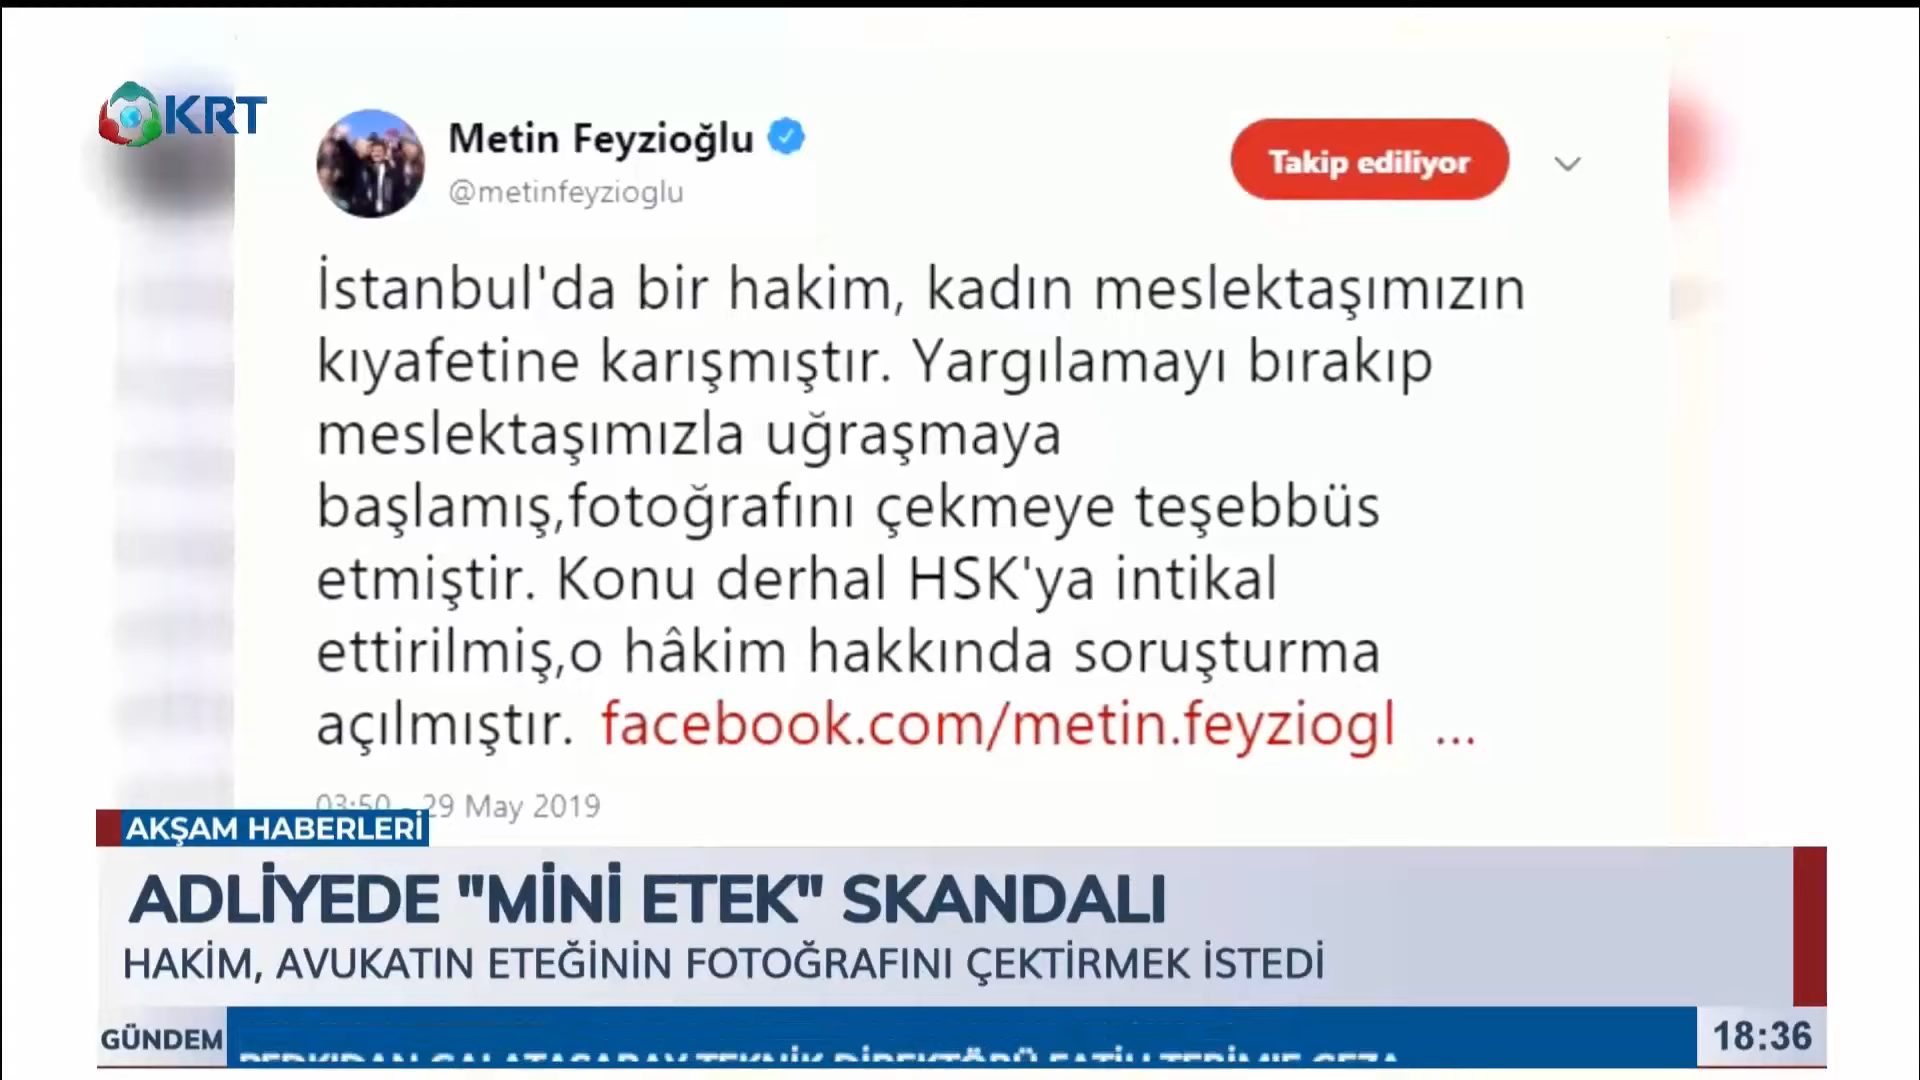 KRT
Metin Feyzioğlu
@metinfeyzioglu
Takip ediliyor
İstanbul'da bir hakim, kadın meslektaşımızın
kıyafetine karışmıştır. Yargılamayı bırakıp
meslektaşımızla uğraşmaya
başlamış,fotoğrafını çekmeye teşebbüs
etmiştir. Konu derhal HSK'ya intikal
ettirilmiş,o hâkim hakkında soruşturma
açılmıştır. facebook.com/metin.feyziogl ...
03:50 - 29 May 2019
AKŞAM HABERLERİ
ADLİYEDE "MİNİ ETEK" SKANDALI
HAKİM, AVUKATIN ETEĞİNİN FOTOĞRAFINI ÇEKTİRMEK İSTEDİ
GÜNDEM
18:36